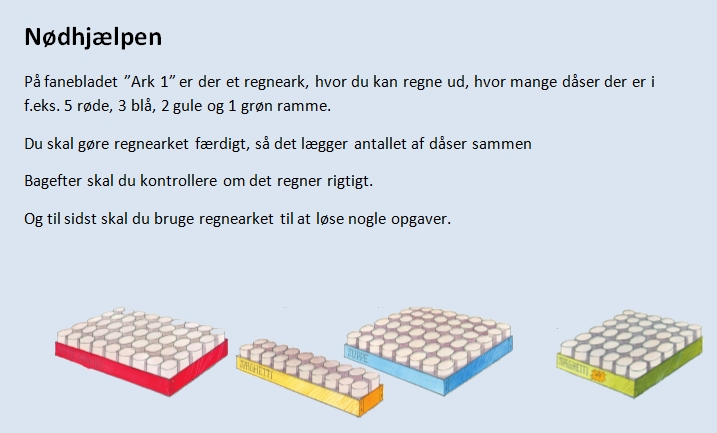 Nødhjælpen
På fanebladet ”Ark 1” er der et regneark, hvor du kan regne ud, hvor mange dåser der er i
f.eks. 5 røde, 3 blå, 2 gule og 1 grøn ramme.
Du skal gøre regnearket færdigt, så det lægger antallet af dåser sammen
Bagefter skal du kontrollere om det regner rigtigt.
Og til sidst skal du bruge regnearket til at løse nogle opgaver.
SPAGHETTI
SUPPE
SPAGHETTI